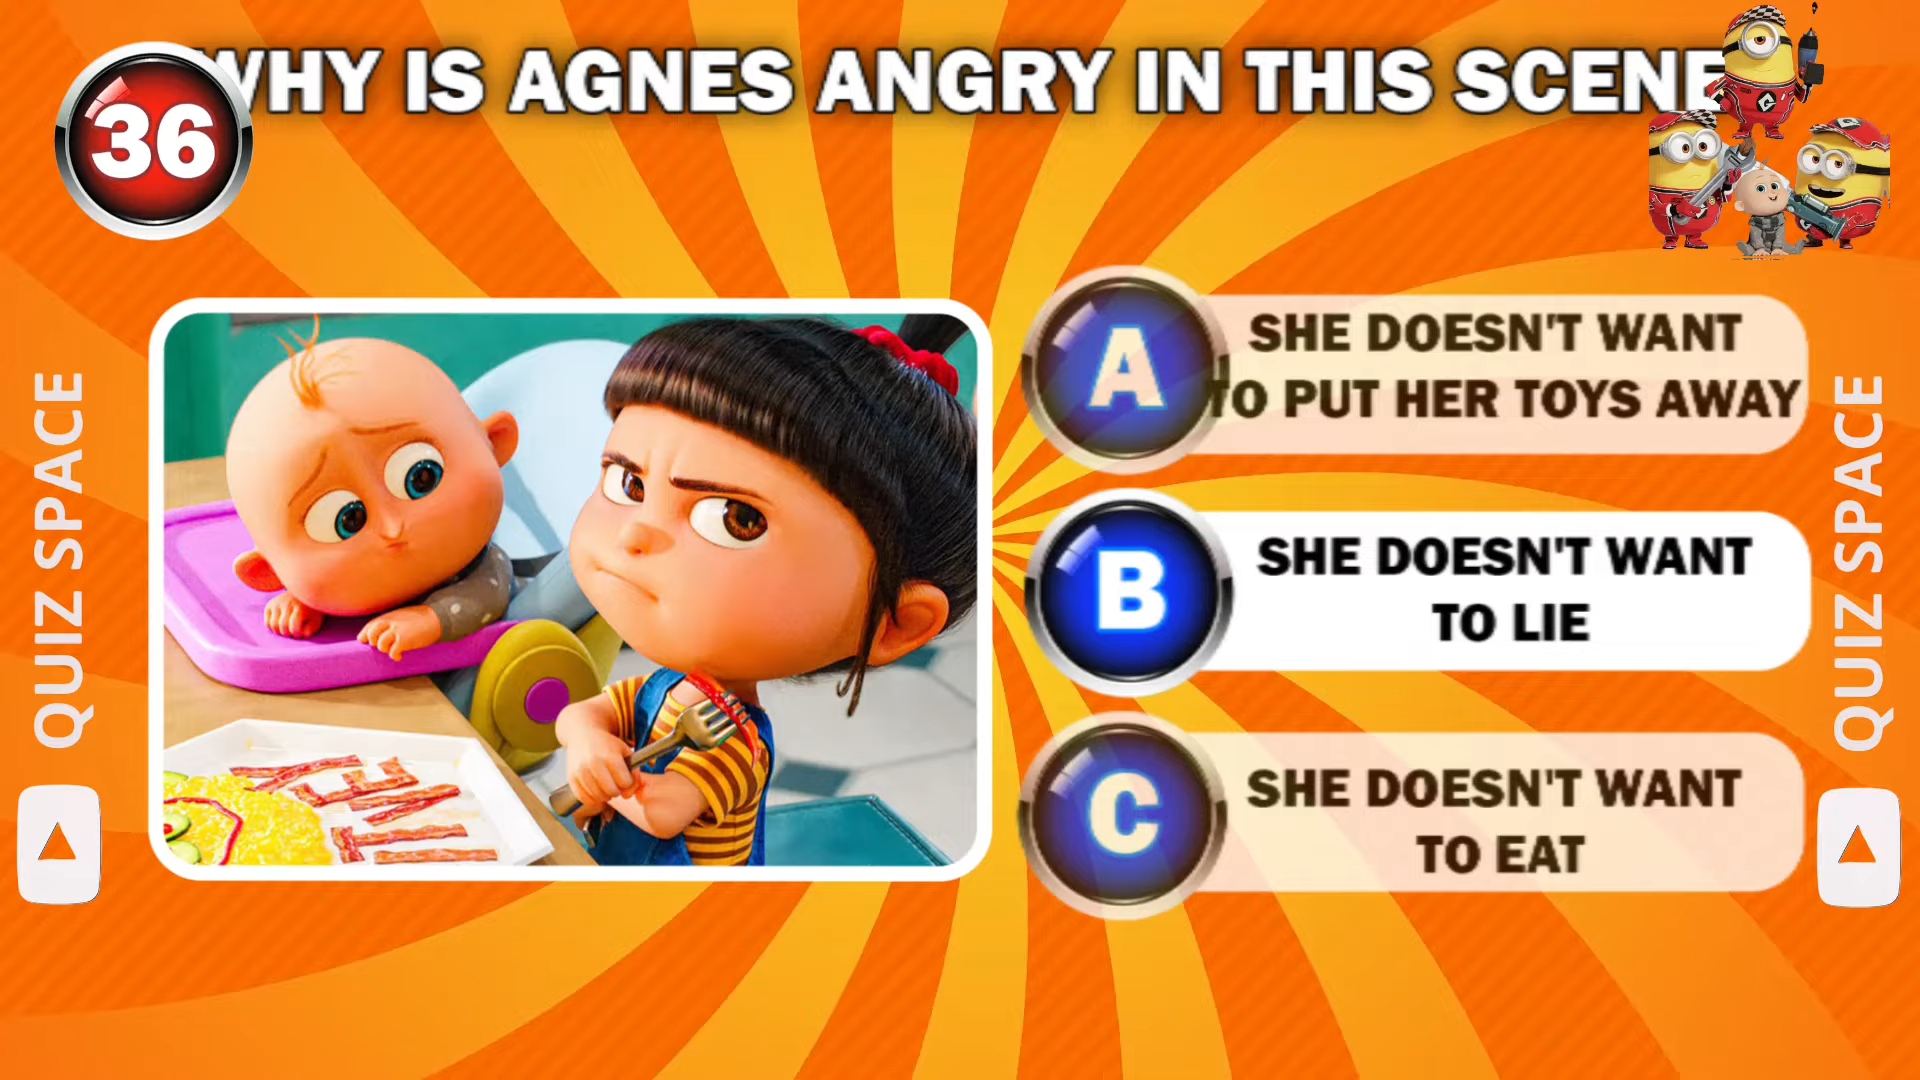 36
WHY IS AGNES ANGRY IN THIS SCENE
A
SHE DOESN'T WANT
TO PUT HER TOYS AWAY
B
SHE DOESN'T WANT
TO LIE
C
SHE DOESN'T WANT
TO EAT
QUIZ SPACE
QUIZ SPACE